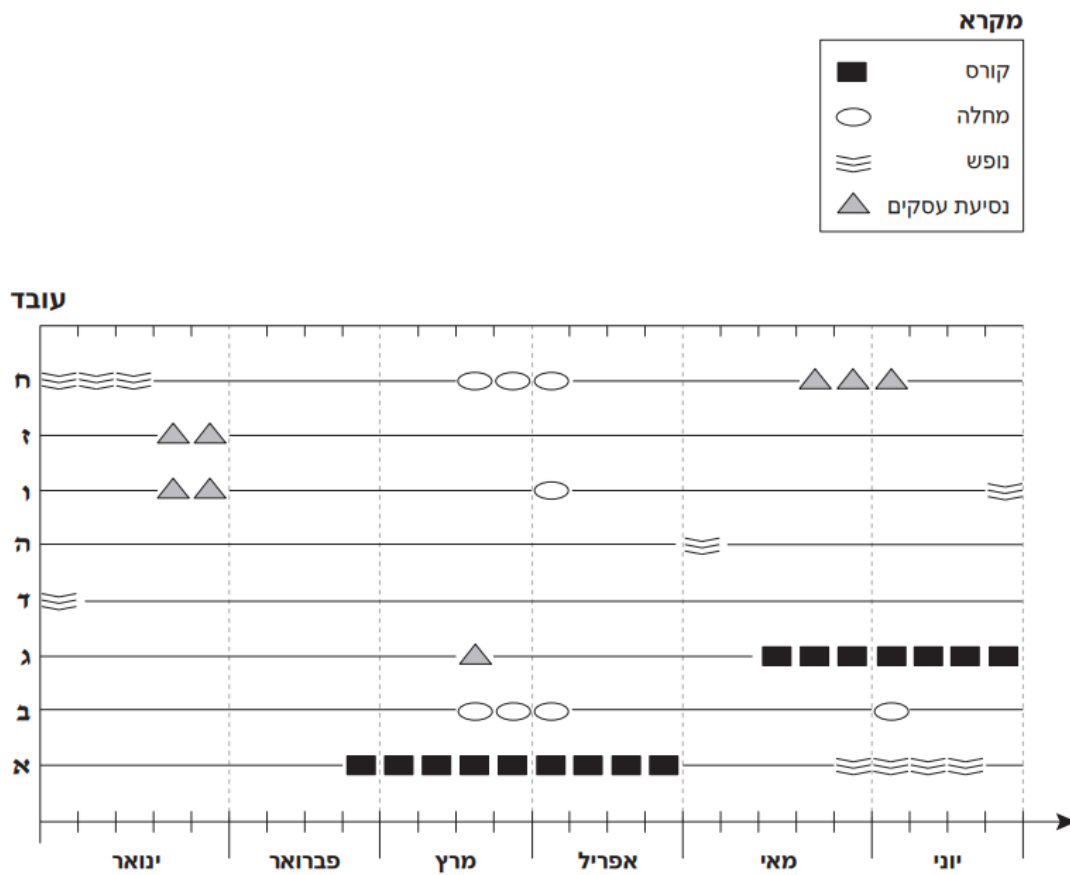 מקרא
קורס
מחלה
נופש
נסיעת עסקים
עובד
ח
ז
ו
ה
ד
ג
ב
א
ינואר פברואר מרץ אפריל מאי יוני